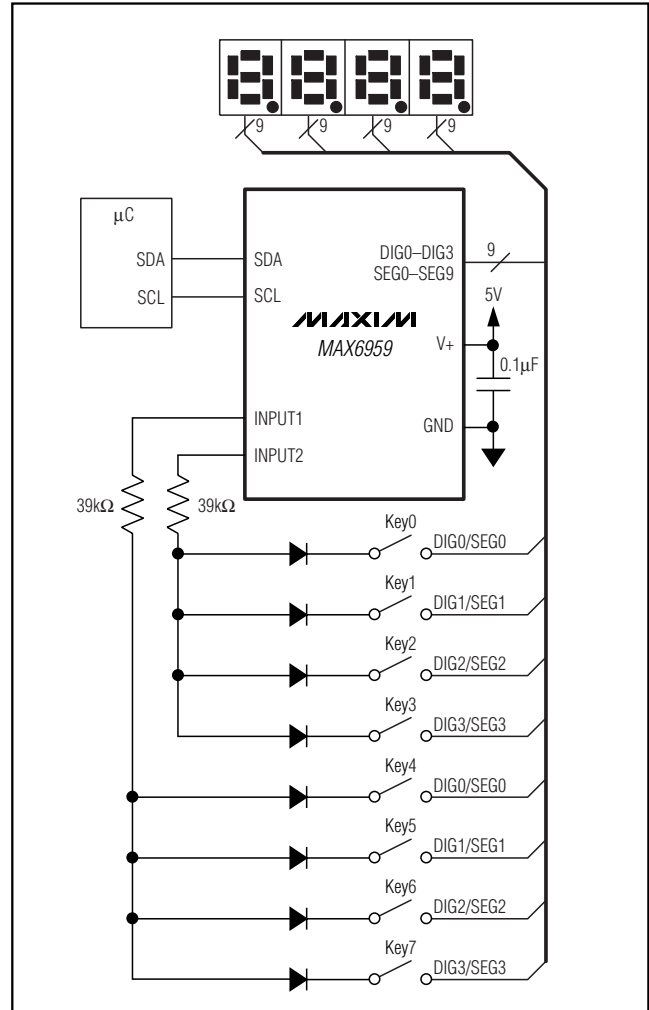 9 9 9 9
µC
SDA
SCL
SDA
SCL
DIG0–DIG3
SEG0–SEG9
9
5V
MAXIM
MAX6959
V+
0.1µF
GND
INPUT1
INPUT2
39kΩ
39kΩ
Key0
DIG0/SEG0
Key1
DIG1/SEG1
Key2
DIG2/SEG2
Key3
DIG3/SEG3
Key4
DIG0/SEG0
Key5
DIG1/SEG1
Key6
DIG2/SEG2
Key7
DIG3/SEG3